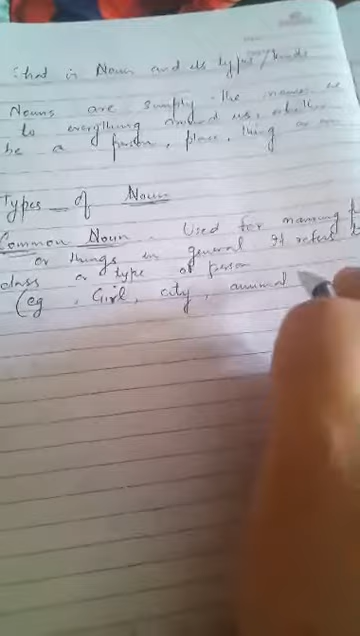 What is Noun and its type/kinds
Nouns are simply the names
to everything around us, whether
be a person, place, thing or
Types of Noun
Common Noun - Used for naming
or things in general It refers
class or type of person
(eg, Girl, city, animal